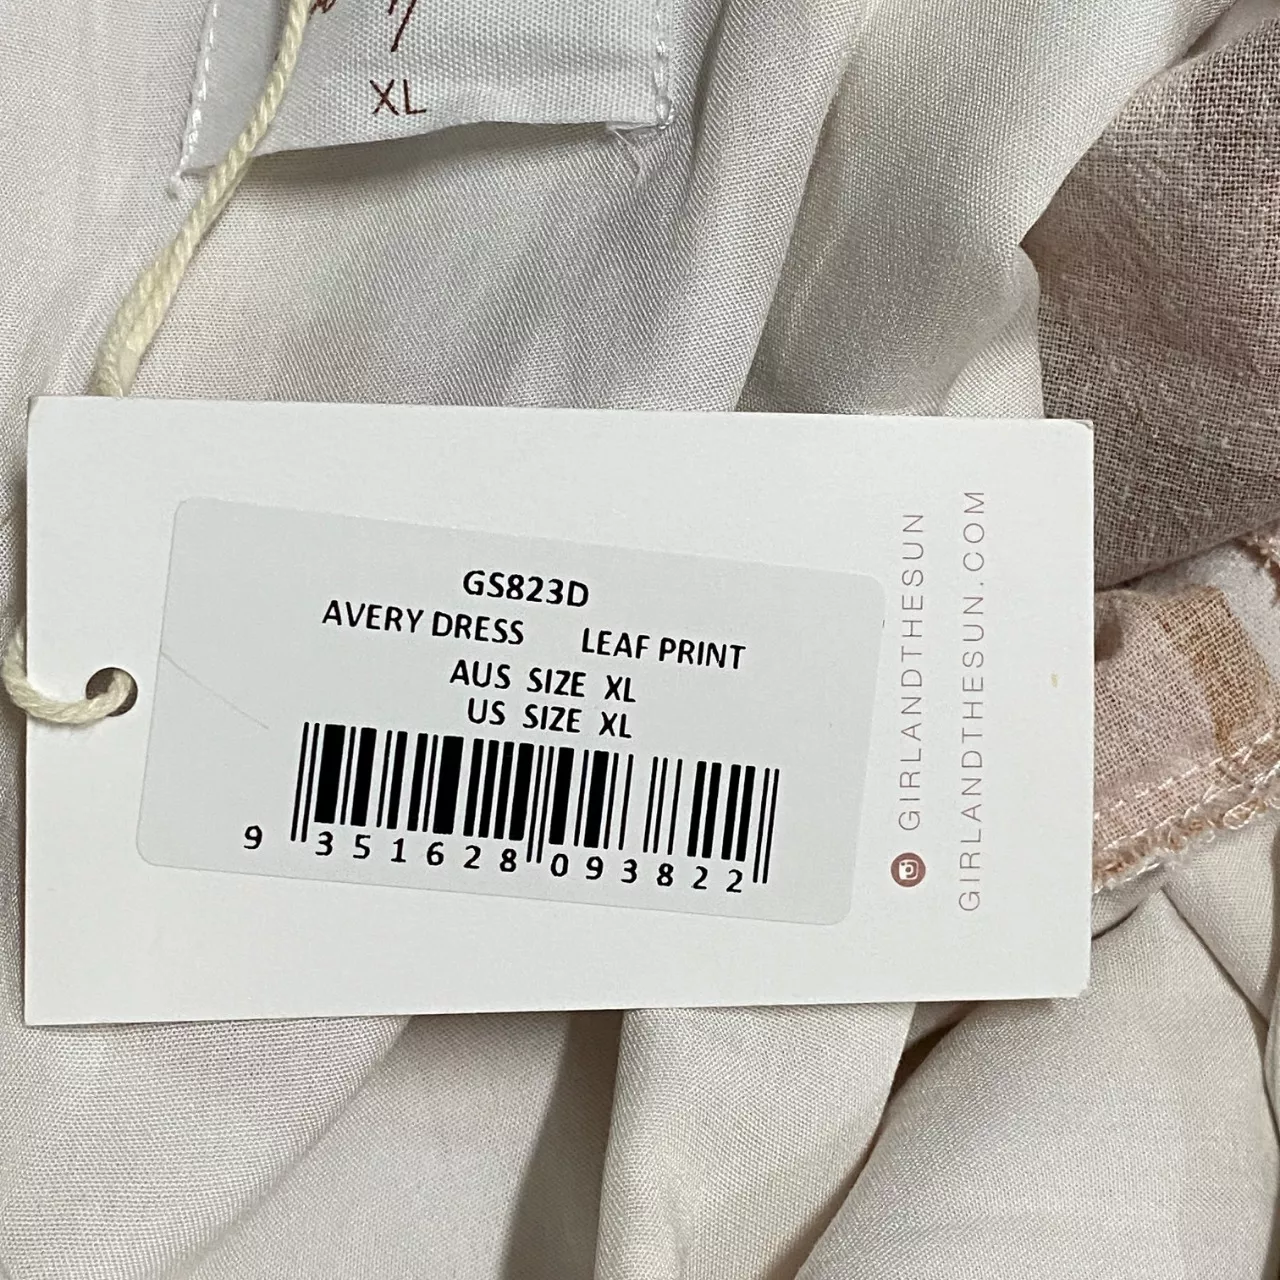 XL
GS823D
AVERY DRESS LEAF PRINT
AUS SIZE XL
US SIZE XL
9 351628 093822
GIRLANDTHESUN
GIRLANDTHESUN.COM